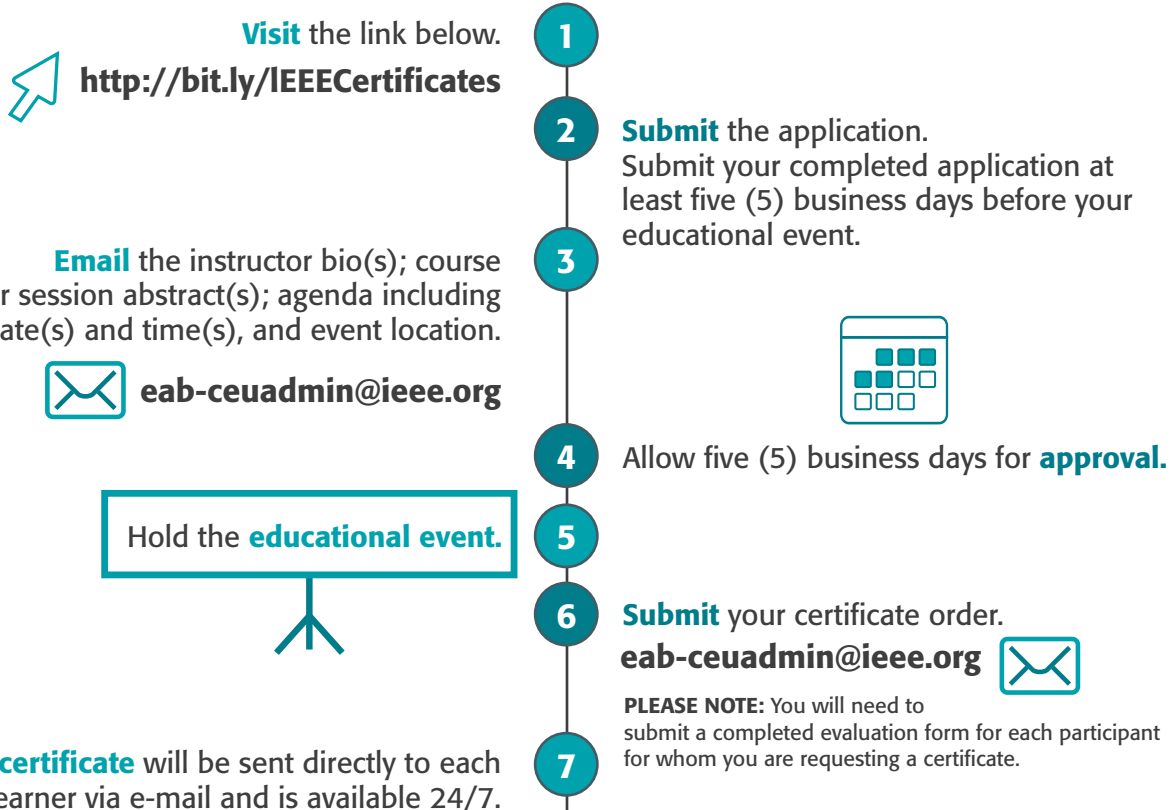 1
Visit the link below.
http://bit.ly/IEEECertificates
2
Submit the application.
Submit your completed application at
least five (5) business days before your
educational event.
3
Email the instructor bio(s); course
r session abstract(s); agenda including
ate(s) and time(s), and event location.
eab-ceuadmin@ieee.org
4
Allow five (5) business days for approval.
5
Hold the educational event.
6
Submit your certificate order.
eab-ceuadmin@ieee.org
PLEASE NOTE: You will need to
submit a completed evaluation form for each participant
for whom you are requesting a certificate.
7
certificate will be sent directly to each
earner via e-mail and is available 24/7.